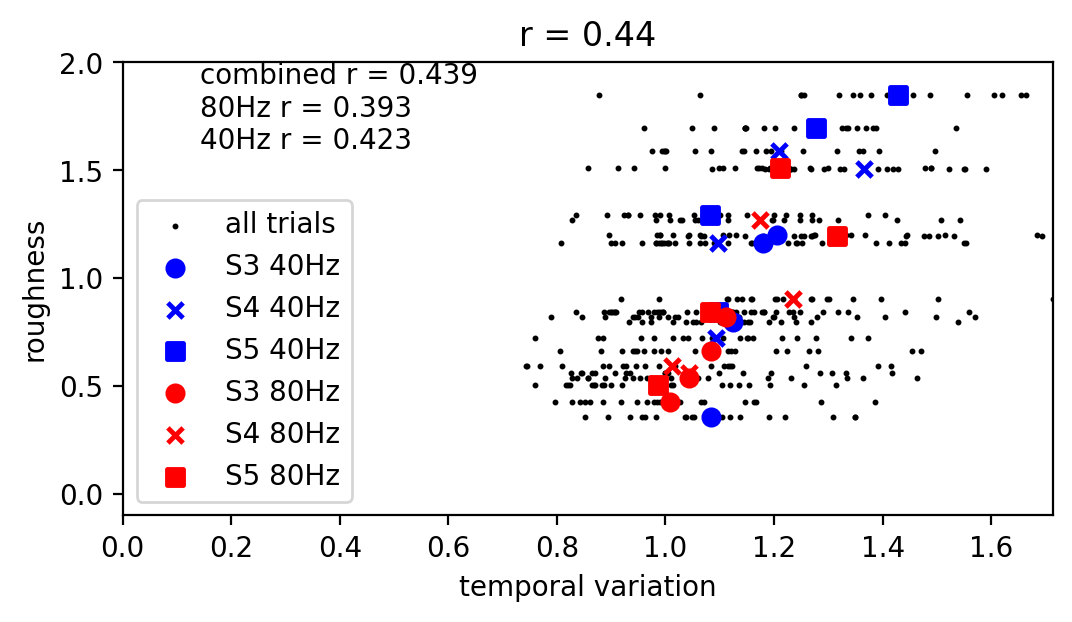 r = 0.44
combined r = 0.439
80Hz r = 0.393
40Hz r = 0.423
all trials
S3 40Hz
S4 40Hz
S5 40Hz
S3 80Hz
S4 80Hz
S5 80Hz
roughness
2.0
1.5
1.0
0.5
0.0
0.0 0.2 0.4 0.6 0.8 1.0 1.2 1.4 1.6
temporal variation